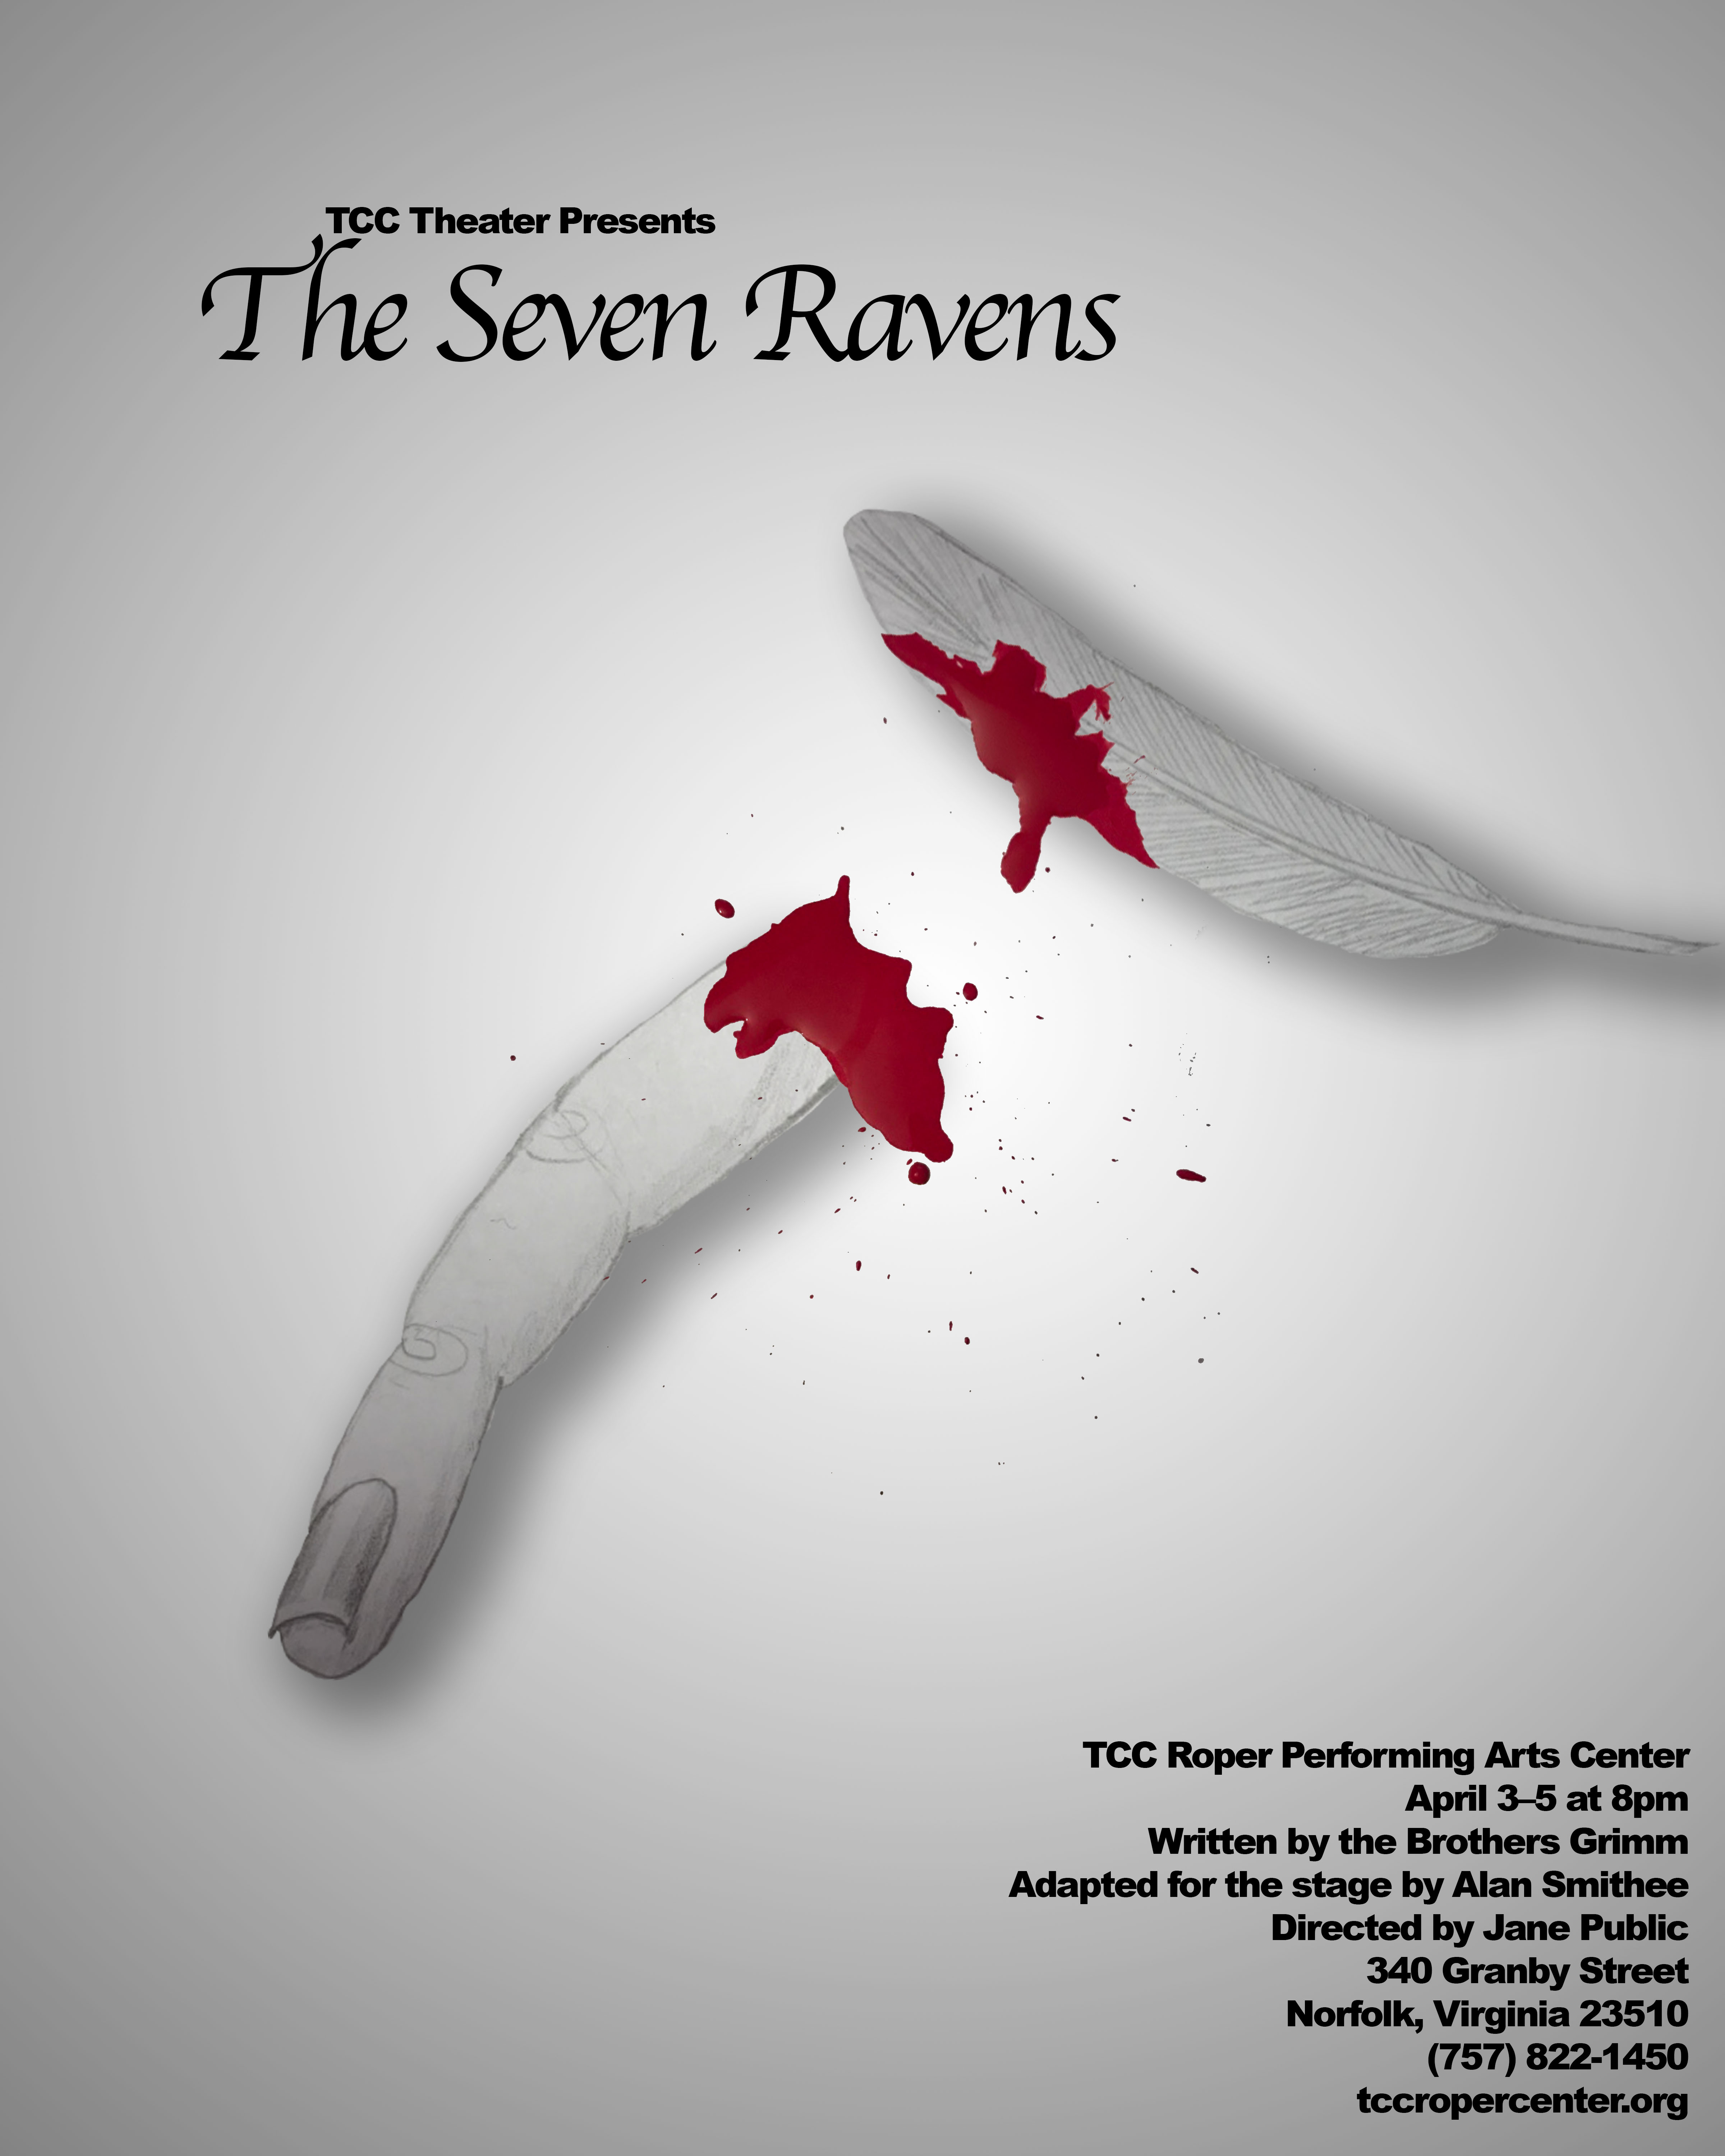 TCC Theater Presents
The Seven Ravens
TCC Roper Performing Arts Center
April 3–5 at 8pm
Written by the Brothers Grimm
Adapted for the stage by Alan Smithee
Directed by Jane Public
340 Granby Street
Norfolk, Virginia 23510
(757) 822-1450
tccropercenter.org